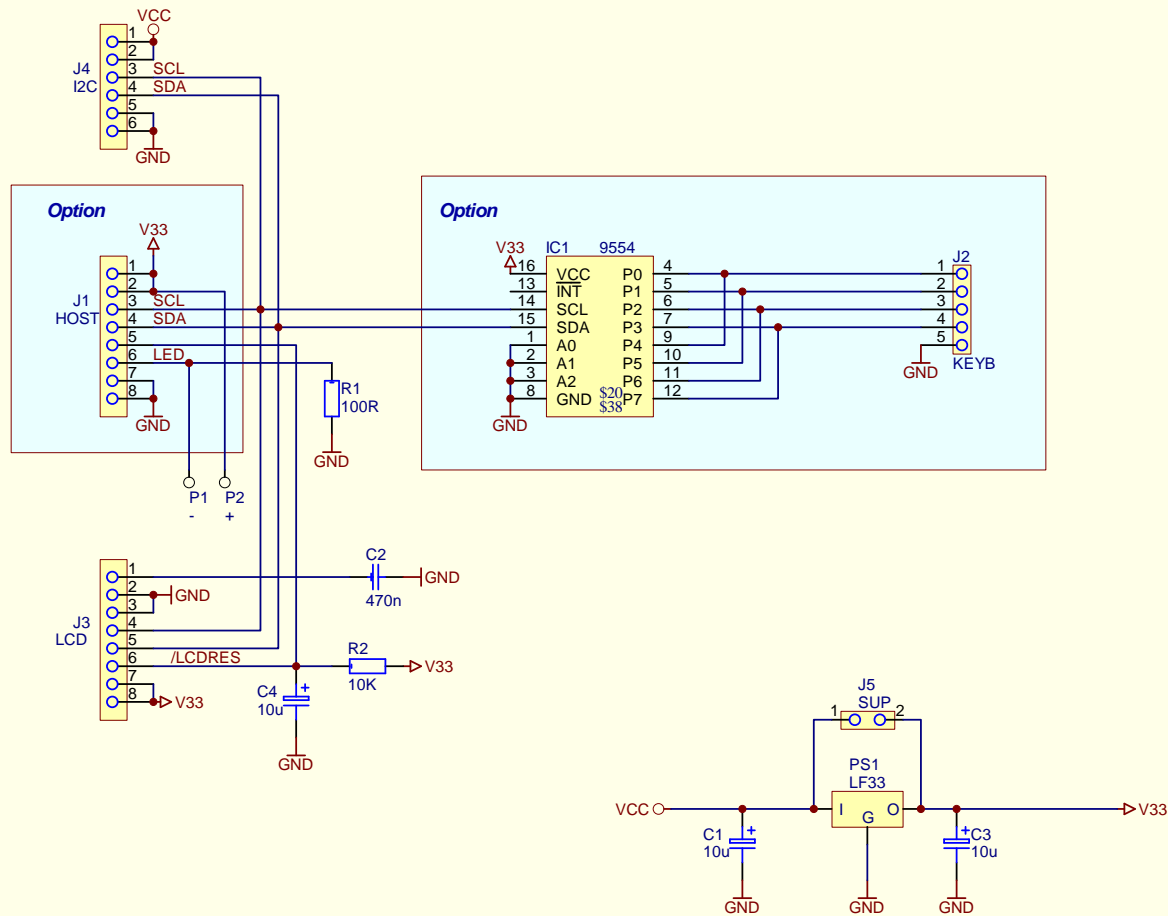 VCC
J4
I2C
1
2
3
4
5
6
SCL
SDA
GND
Option
V33
J1
HOST
1
2
3
4
5
6
7
8
SCL
SDA
LED
GND
R1
100R
GND
P1
-
P2
+
Option
V33
IC1
9554
16
13
14
15
1
2
3
8
VCC
INT
SCL
SDA
A0
A1
A2
GND
P0
P1
P2
P3
P4
P5
P6
P7
$20
$38
4
5
6
7
9
10
11
12
GND
J2
1
2
3
4
5
GND
KEYB
J3
LCD
1
2
3
4
5
6
7
8
GND
/LCDRES
V33
C2
470n
GND
R2
10K
V33
C4
+
10u
GND
J5
SUP
1
2
PS1
LF33
I
G
O
VCC
V33
C1
+
10u
GND
GND
C3
+
10u
GND